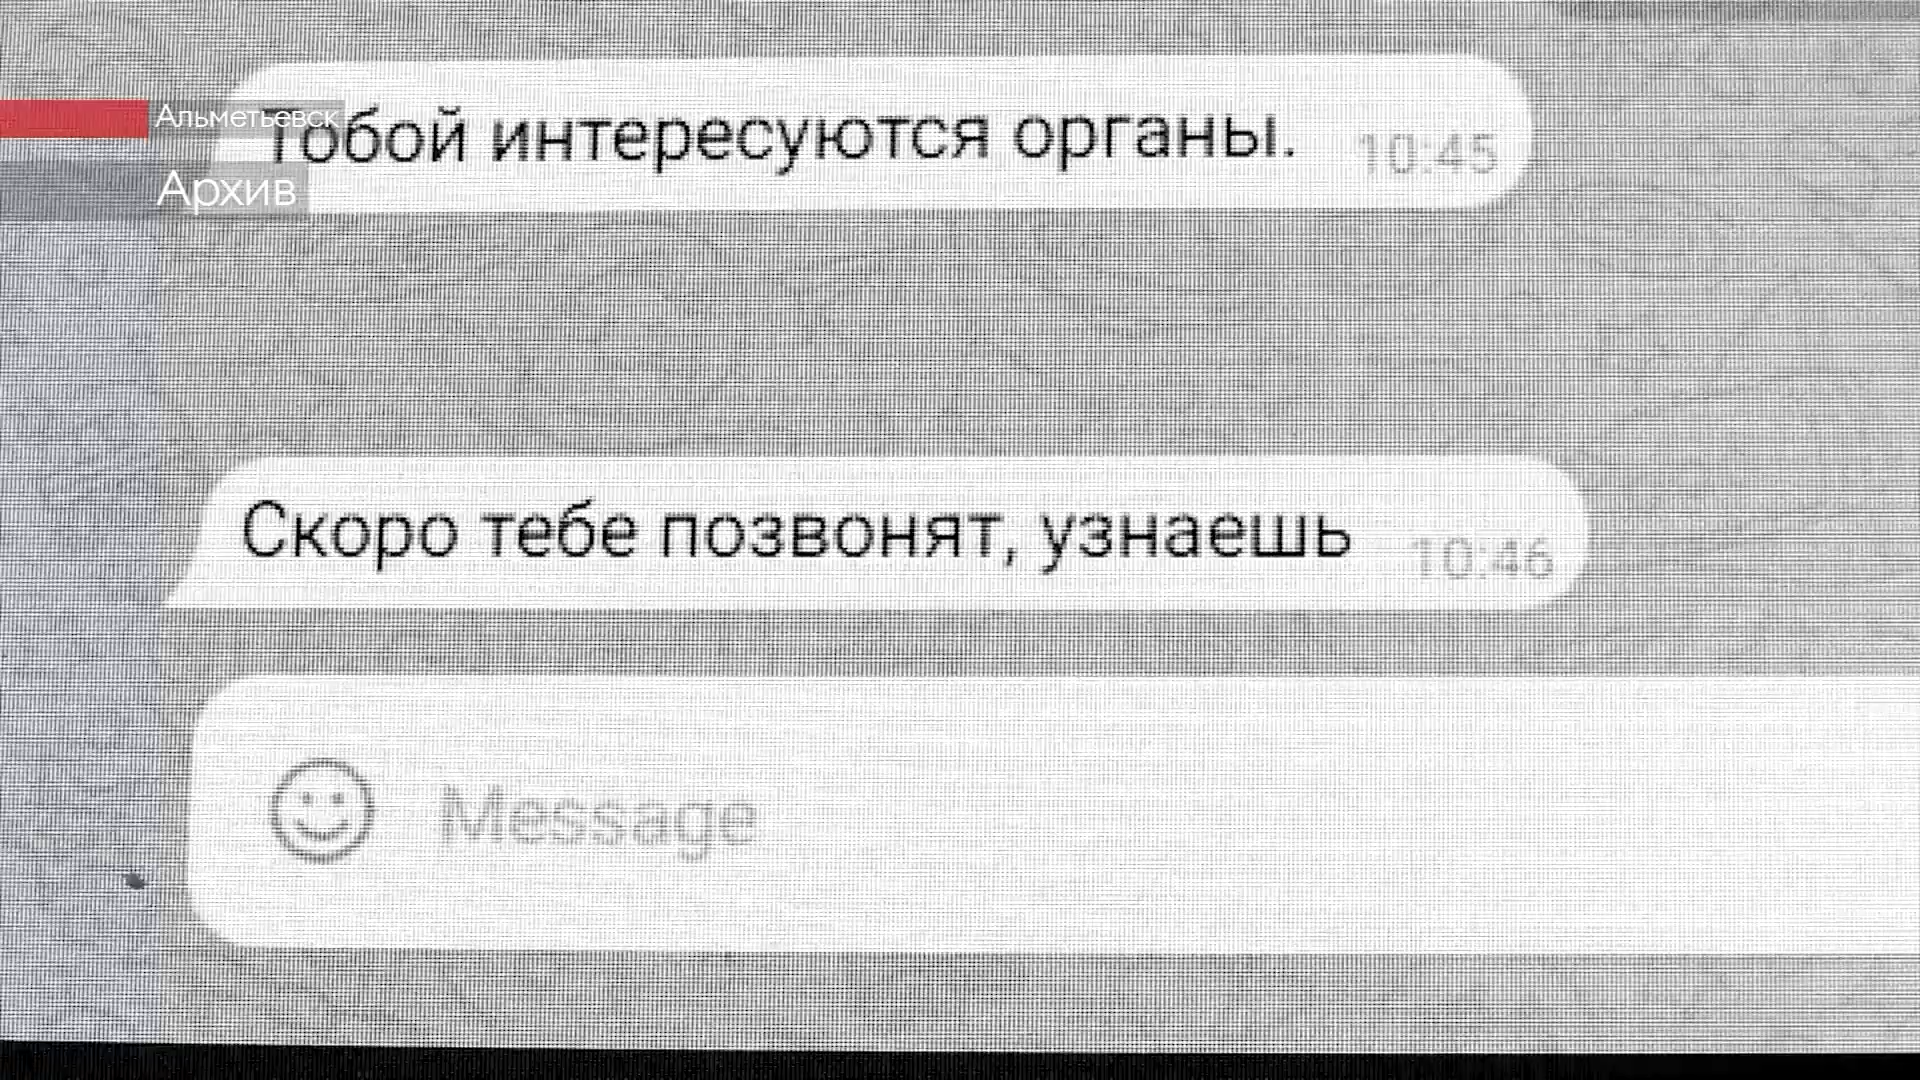 Альметьевск
Тобой интересуются органы. 10:45
Архив
Скоро тебе позвонят, узнаешь 10:46
Message